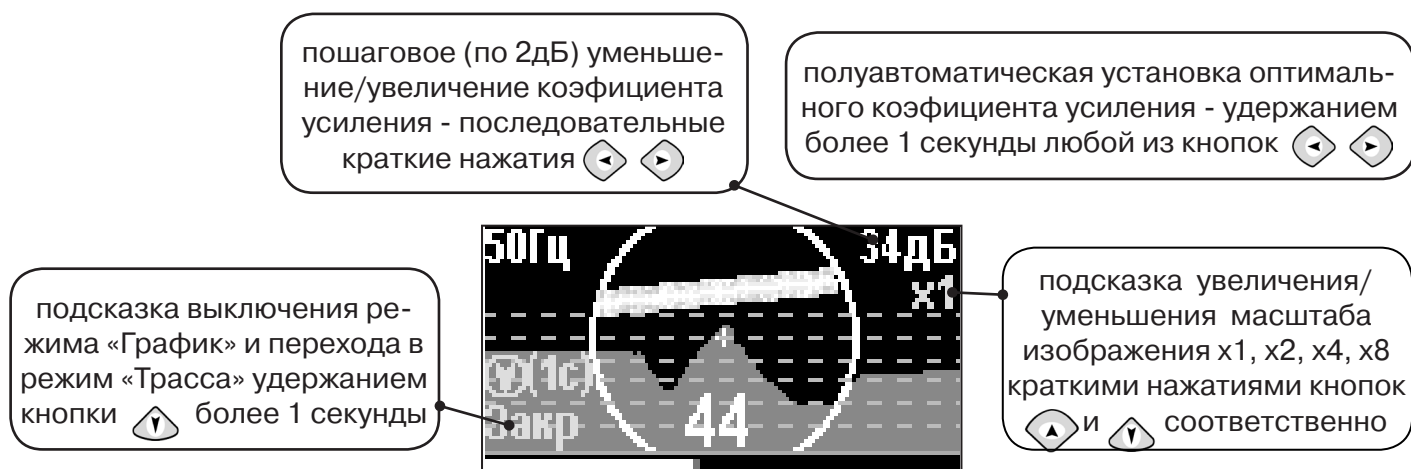 пошаговое (по 2дБ) уменьше-
ние/увеличение коэфициента
усиления - последовательные
краткие нажатия
полуавтоматическая установка оптималь-
ного коэфициента усиления - удержанием
более 1 секунды любой из кнопок
50Гц
34дБ
x1
подсказка выключения ре-
жима «График» и перехода в
режим «Трасса» удержанием
кнопки более 1 секунды
(1с)
Закр
44
подсказка увеличения/
уменьшения масштаба
изображения x1, x2, x4, x8
краткими нажатиями кнопок
и соответственно